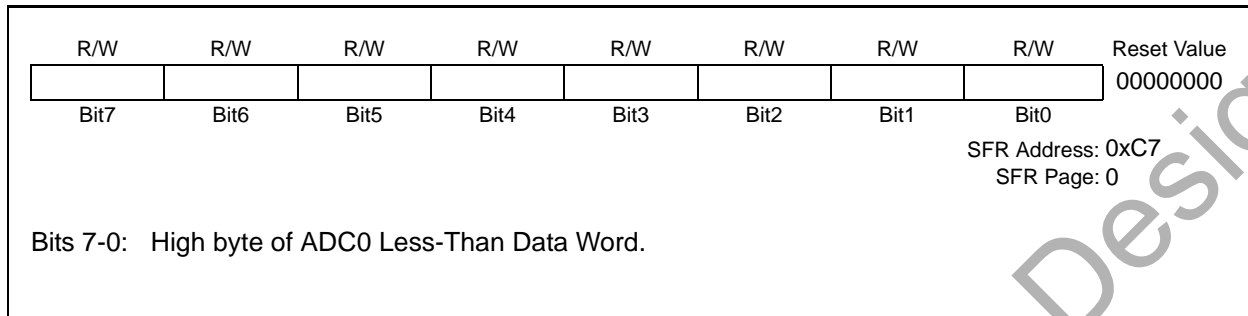 R/W R/W R/W R/W R/W R/W R/W R/W Reset Value
00000000
Bit7 Bit6 Bit5 Bit4 Bit3 Bit2 Bit1 Bit0
SFR Address: 0xC7
SFR Page: 0
Bits 7-0: High byte of ADC0 Less-Than Data Word.